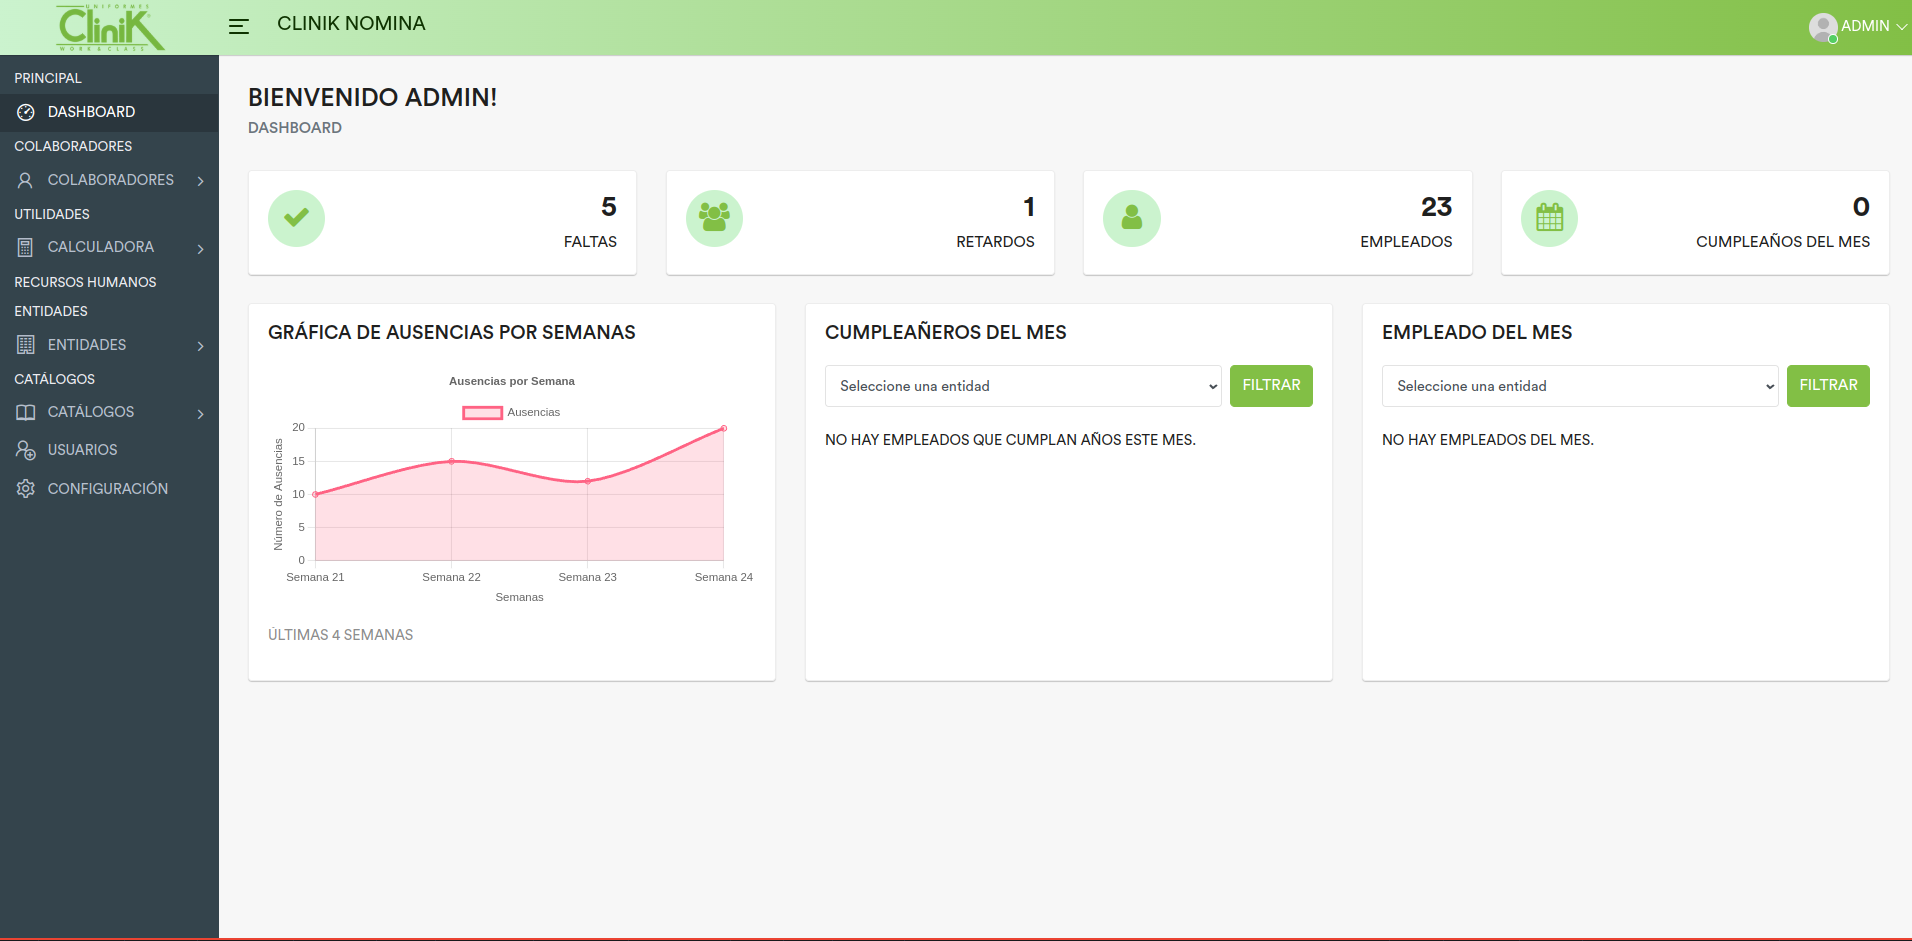 UNIFORMES
CliniK
WORK & CLASS
CLINIK NOMINA
ADMIN
PRINCIPAL
DASHBOARD
COLABORADORES
COLABORADORES
UTILIDADES
CALCULADORA
RECURSOS HUMANOS
ENTIDADES
ENTIDADES
CATÁLOGOS
CATÁLOGOS
USUARIOS
CONFIGURACIÓN
BIENVENIDO ADMIN!
DASHBOARD
5
FALTAS
1
RETARDOS
23
EMPLEADOS
0
CUMPLEAÑOS DEL MES
GRÁFICA DE AUSENCIAS POR SEMANAS
Ausencias por Semana
Ausencias
Número de Ausencias
20
15
10
5
0
Semana 21 Semana 22 Semana 23 Semana 24
Semanas
ÚLTIMAS 4 SEMANAS
CUMPLEAÑEROS DEL MES
Seleccione una entidad FILTRAR
NO HAY EMPLEADOS QUE CUMPLAN AÑOS ESTE MES.
EMPLEADO DEL MES
Seleccione una entidad FILTRAR
NO HAY EMPLEADOS DEL MES.